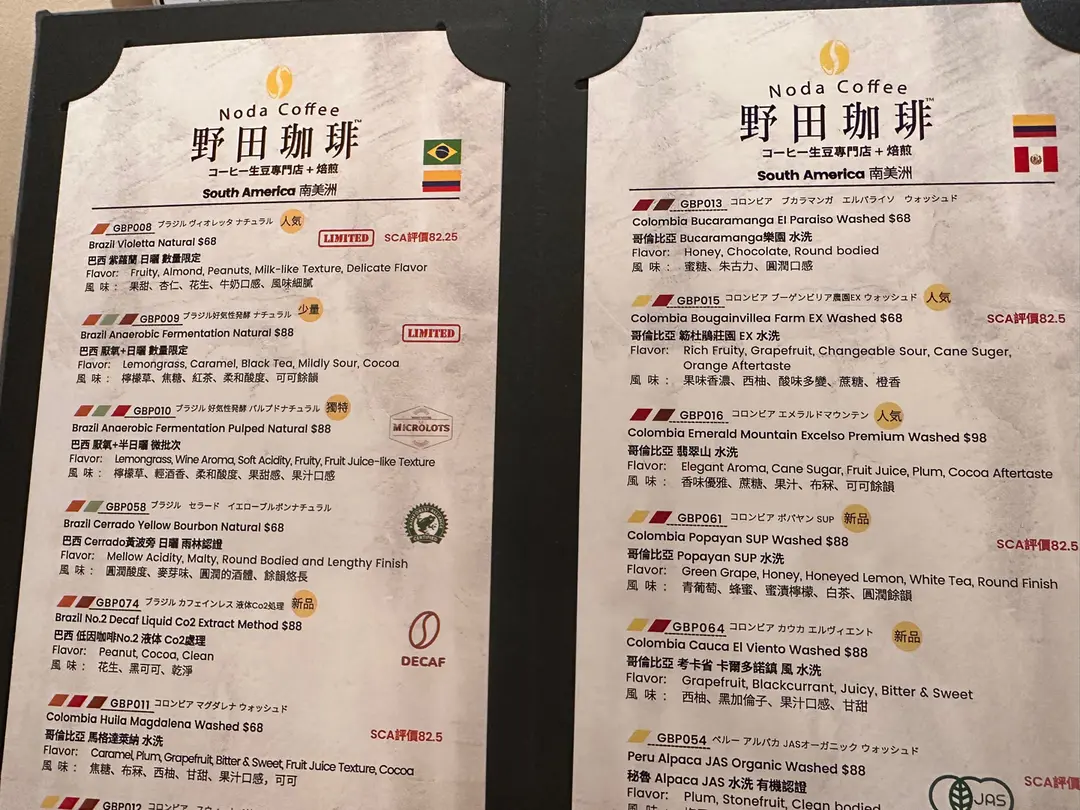 Noda Coffee
野田珈琲™
コーヒー生豆専門店 + 焙煎
South America 南美洲
GBP008 ブラジル ヴィオレッタ ナチュラル 人気
Brazil Violetta Natural $68 LIMITED SCA評價82.25
巴西 紫蘿蘭 日曬 數量限定
Flavor: Fruity, Almond, Peanuts, Milk-like Texture, Delicate Flavor
風 味 : 果甜、杏仁、花生、牛奶口感、風味細膩
GBP009 ブラジル好気性発酵 ナチュラル 少量
Brazil Anaerobic Fermentation Natural $88 LIMITED
巴西 厭氧+日曬 數量限定
Flavor: Lemongrass, Caramel, Black Tea, Mildly Sour, Cocoa
風 味 : 檸檬草、焦糖、紅茶、柔和酸度、可可餘韻
GBP010 ブラジル 好気性発酵 パルプドナチュラル 獨特
Brazil Anaerobic Fermentation Pulped Natural $88 MICROLOTS
巴西 厭氧+半日曬 微批次
Flavor: Lemongrass, Wine Aroma, Soft Acidity, Fruity, Fruit Juice-like Texture
風 味 : 檸檬草、輕酒香、柔和酸度、果甜感、果汁口感
GBP058 ブラジル セラード イエローブルボンナチュラル
Brazil Cerrado Yellow Bourbon Natural $68
巴西 Cerrado黃波旁 日曬 雨林認證
Flavor: Mellow Acidity, Malty, Round Bodied and Lengthy Finish
風 味 : 圓潤酸度、麥芽味、圓潤的酒體、餘韻悠長
GBP074 ブラジル カフェインレス 液体Co2処理 新品
Brazil No.2 Decaf Liquid Co2 Extract Method $88
巴西 低因咖啡No.2 液体 Co2處理
Flavor: Peanut, Cocoa, Clean
風 味 : 花生、黑可可、乾淨
DECAF
GBP011 コロンビア マグダレナ ウォッシュド
Colombia Huila Magdalena Washed $68
哥倫比亞 馬格達萊納 水洗 SCA評價82.5
Flavor: Caramel, Plum, Grapefruit, Bitter & Sweet, Fruit Juice Texture, Cocoa
風 味 : 焦糖、布冧、西柚、甘甜、果汁口感，可可
GBP012 コロンビア
Noda Coffee
野田珈琲™
コーヒー生豆専門店 + 焙煎
South America 南美洲
GBP013 コロンビア ブカラマンガ エルパライソ ウォッシュド
Colombia Bucaramanga El Paraiso Washed $68
哥倫比亞 Bucaramanga樂園 水洗
Flavor: Honey, Chocolate, Round bodied
風 味 : 蜜糖、朱古力、圓潤口感
GBP015 コロンビア ブーゲンビリア農園EX ウォッシュド 人気
Colombia Bougainvillea Farm EX Washed $68 SCA評價82.5
哥倫比亞 簕杜鵑莊園 EX 水洗
Flavor: Rich Fruity, Grapefruit, Changeable Sour, Cane Suger,
Orange Aftertaste
風 味 : 果味香濃、西柚、酸味多變、蔗糖、橙香
GBP016 コロンビア エメラルドマウンテン 人気
Colombia Emerald Mountain Excelso Premium Washed $98
哥倫比亞 翡翠山 水洗
Flavor: Elegant Aroma, Cane Sugar, Fruit Juice, Plum, Cocoa Aftertaste
風 味 : 香味優雅、蔗糖、果汁、布冧、可可餘韻
GBP061 コロンビア ポパヤン SUP 新品
Colombia Popayan SUP Washed $88 SCA評價82.5
哥倫比亞 Popayan SUP 水洗
Flavor: Green Grape, Honey, Honeyed Lemon, White Tea, Round Finish
風 味 : 青葡萄、蜂蜜、蜜漬檸檬、白茶、圓潤餘韻
GBP064 コロンビア カウカ エルヴィエント 新品
Colombia Cauca El Viento Washed $88
哥倫比亞 考卡省 卡爾多諾鎮 風 水洗
Flavor: Grapefruit, Blackcurrant, Juicy, Bitter & Sweet
風 味 : 西柚、黑加倫子、果汁口感、甘甜
GBP054 ペルー アルパカ JASオーガニック ウォッシュド
Peru Alpaca JAS Organic Washed $88 SCA評價
秘魯 Alpaca JAS 水洗 有機認證 JAS
Flavor: Plum, Stonefruit, Clean bodied